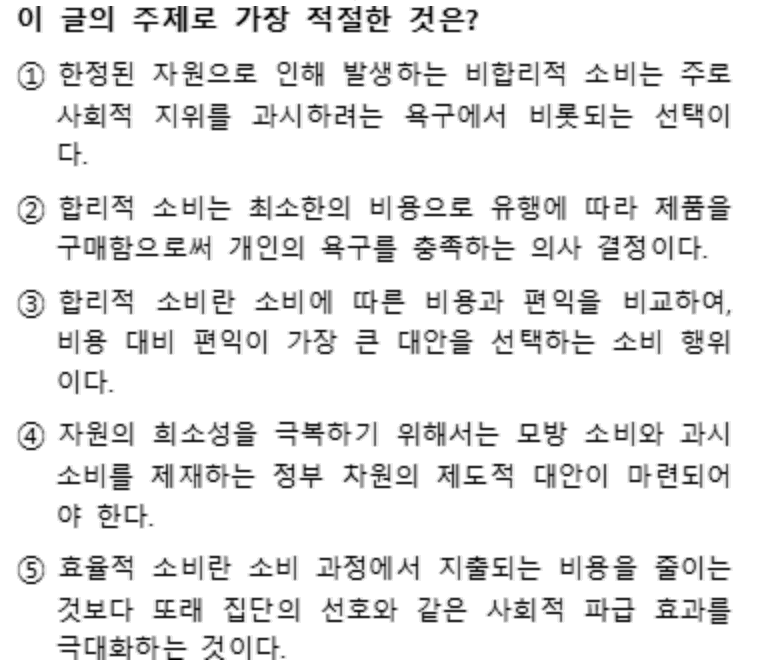 이 글의 주제로 가장 적절한 것은?
① 한정된 자원으로 인해 발생하는 비합리적 소비는 주로
사회적 지위를 과시하려는 욕구에서 비롯되는 선택이
다.
② 합리적 소비는 최소한의 비용으로 유행에 따라 제품을
구매함으로써 개인의 욕구를 충족하는 의사 결정이다.
③ 합리적 소비란 소비에 따른 비용과 편익을 비교하여,
비용 대비 편익이 가장 큰 대안을 선택하는 소비 행위
이다.
④ 자원의 희소성을 극복하기 위해서는 모방 소비와 과시
소비를 제재하는 정부 차원의 제도적 대안이 마련되어
야 한다.
⑤ 효율적 소비란 소비 과정에서 지출되는 비용을 줄이는
것보다 또래 집단의 선호와 같은 사회적 파급 효과를
극대화하는 것이다.